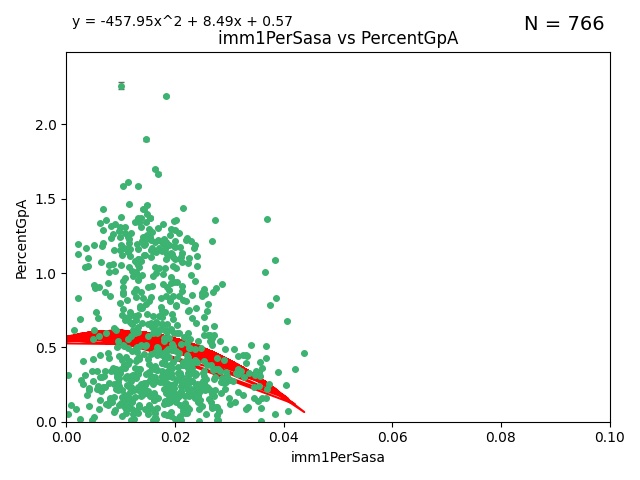 y = -457.95x^2 + 8.49x + 0.57
N = 766
imm1PerSasa vs PercentGpA
PercentGpA
2.0
1.5
1.0
0.5
0.0
0.00 0.02 0.04 0.06 0.08 0.10
imm1PerSasa